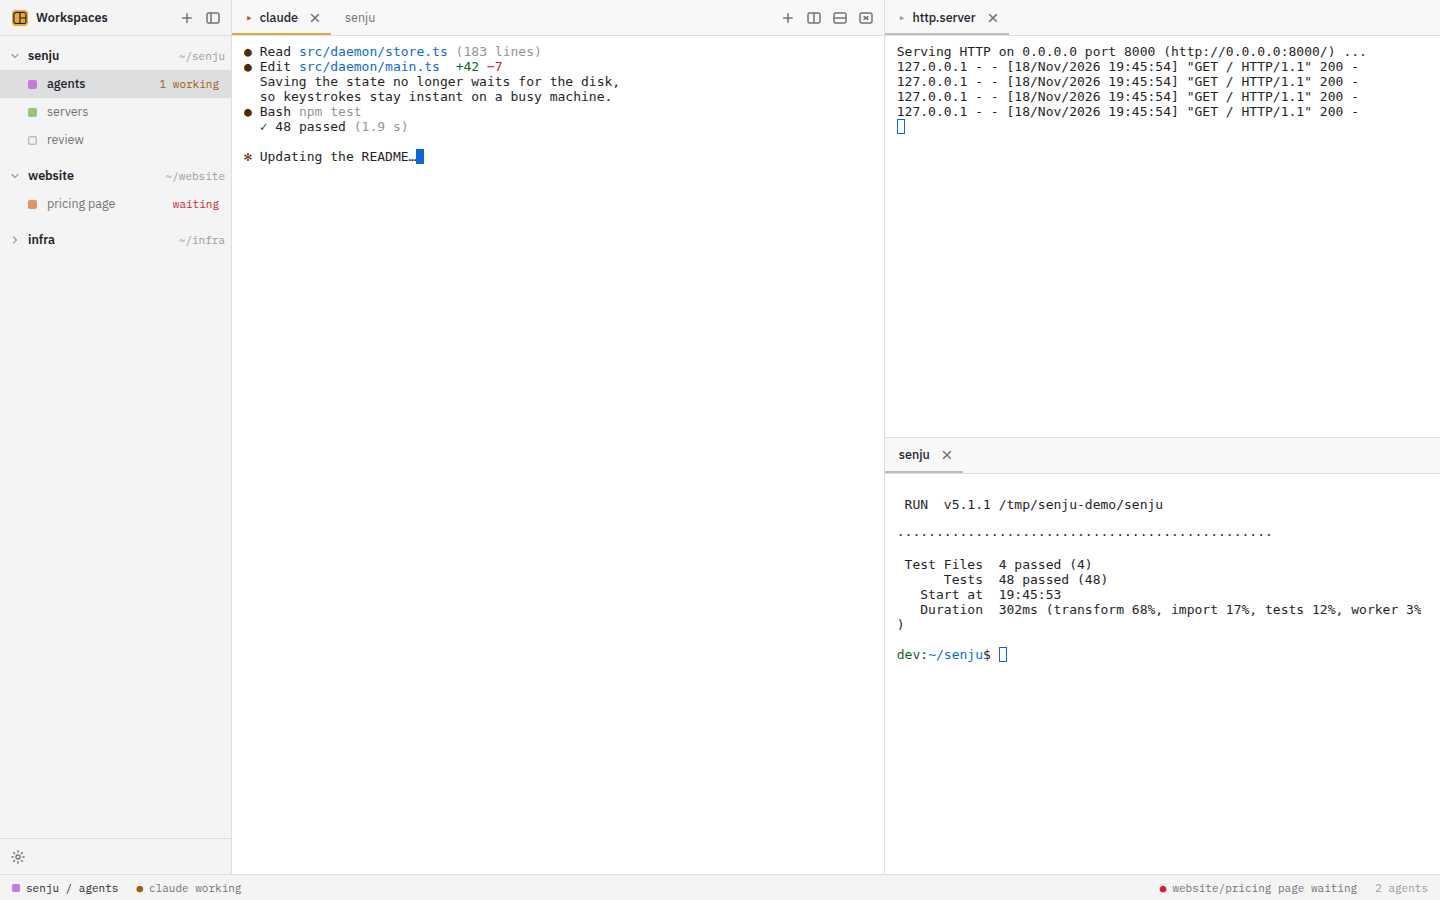 Workspaces
senju ~/senju
agents 1 working
servers
review
website ~/website
pricing page waiting
infra ~/infra
▸ claude
senju
● Read src/daemon/store.ts (183 lines)
● Edit src/daemon/main.ts  +42 −7
Saving the state no longer waits for the disk,
so keystrokes stay instant on a busy machine.
● Bash npm test
✓ 48 passed (1.9 s)
✻ Updating the README…
▸ http.server
Serving HTTP on 0.0.0.0 port 8000 (http://0.0.0.0:8000/) ...
127.0.0.1 - - [18/Nov/2026 19:45:54] "GET / HTTP/1.1" 200 -
127.0.0.1 - - [18/Nov/2026 19:45:54] "GET / HTTP/1.1" 200 -
127.0.0.1 - - [18/Nov/2026 19:45:54] "GET / HTTP/1.1" 200 -
127.0.0.1 - - [18/Nov/2026 19:45:54] "GET / HTTP/1.1" 200 -
senju
RUN  v5.1.1 /tmp/senju-demo/senju
................................................
Test Files  4 passed (4)
Tests  48 passed (48)
Start at  19:45:53
Duration  302ms (transform 68%, import 17%, tests 12%, worker 3%
)
dev:~/senju$
senju / agents ● claude working
● website/pricing page waiting 2 agents